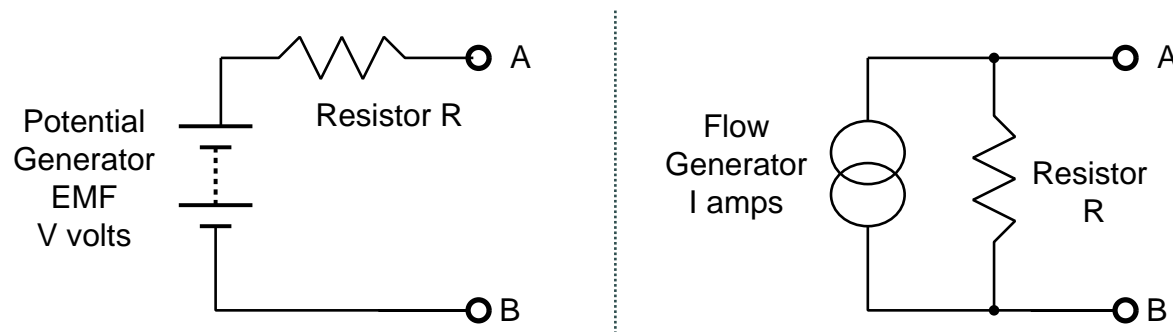 A
Resistor R
Potential
Generator
EMF
V volts
B
A
Flow
Generator
I amps
Resistor
R
B